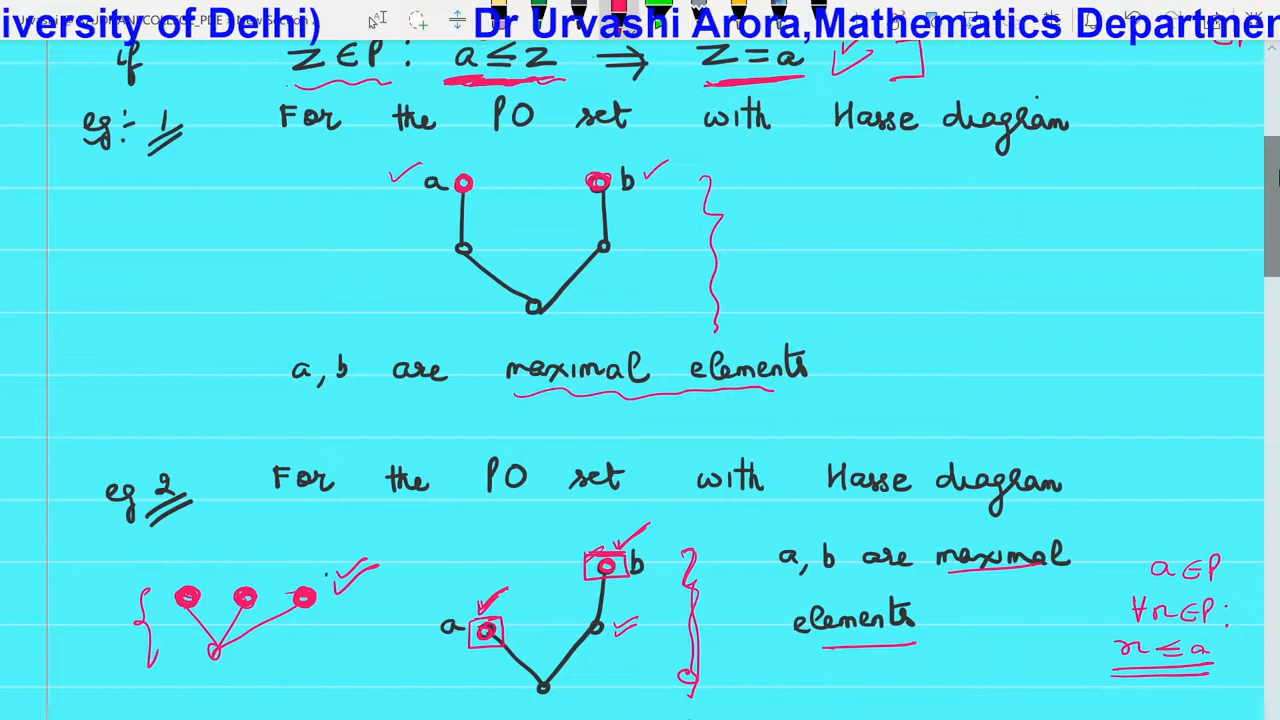 iversity of Delhi) Dr Urvashi Arora,Mathematics Departmen
if z ∈ P : a ≤ z ⇒ z = a
eg:- 1 For the PO set with Hasse diagram
a b
a, b are maximal elements
eg 2 For the PO set with Hasse diagram
b
a
a, b are maximal
elements
a ∈ P
∀ x ∈ P :
x ≤ a